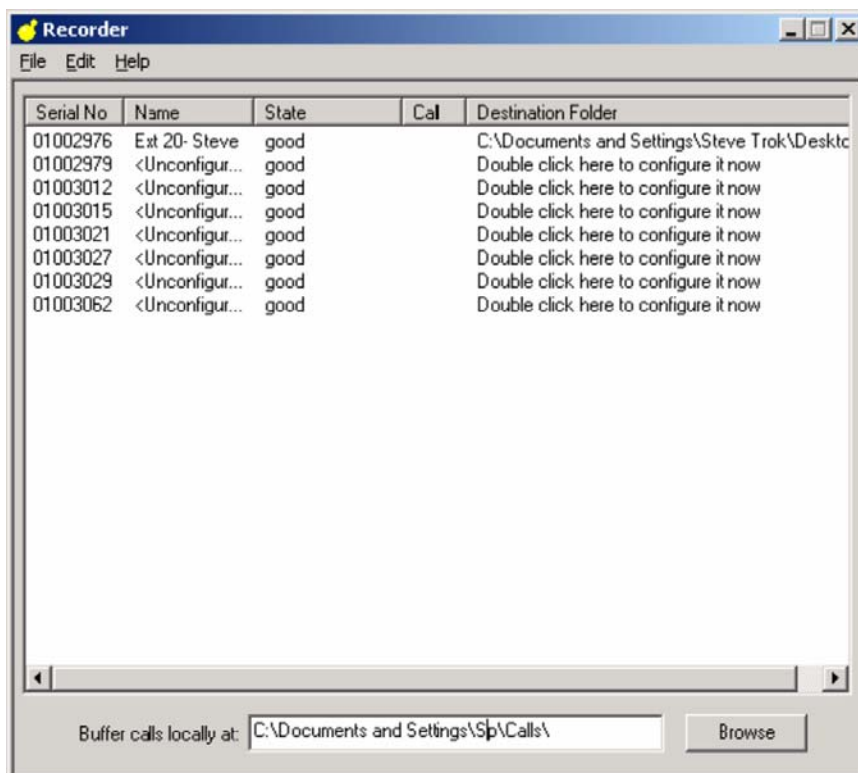 Recorder
File Edit Help
Serial No Name State Call Destination Folder
01002976 Ext 20- Steve good C:\Documents and Settings\Steve Trok\Deskto
01002979 <Unconfigur... good Double click here to configure it now
01003012 <Unconfigur... good Double click here to configure it now
01003015 <Unconfigur... good Double click here to configure it now
01003021 <Unconfigur... good Double click here to configure it now
01003027 <Unconfigur... good Double click here to configure it now
01003029 <Unconfigur... good Double click here to configure it now
01003062 <Unconfigur... good Double click here to configure it now
Buffer calls locally at: C:\Documents and Settings\Sp\Calls\ Browse